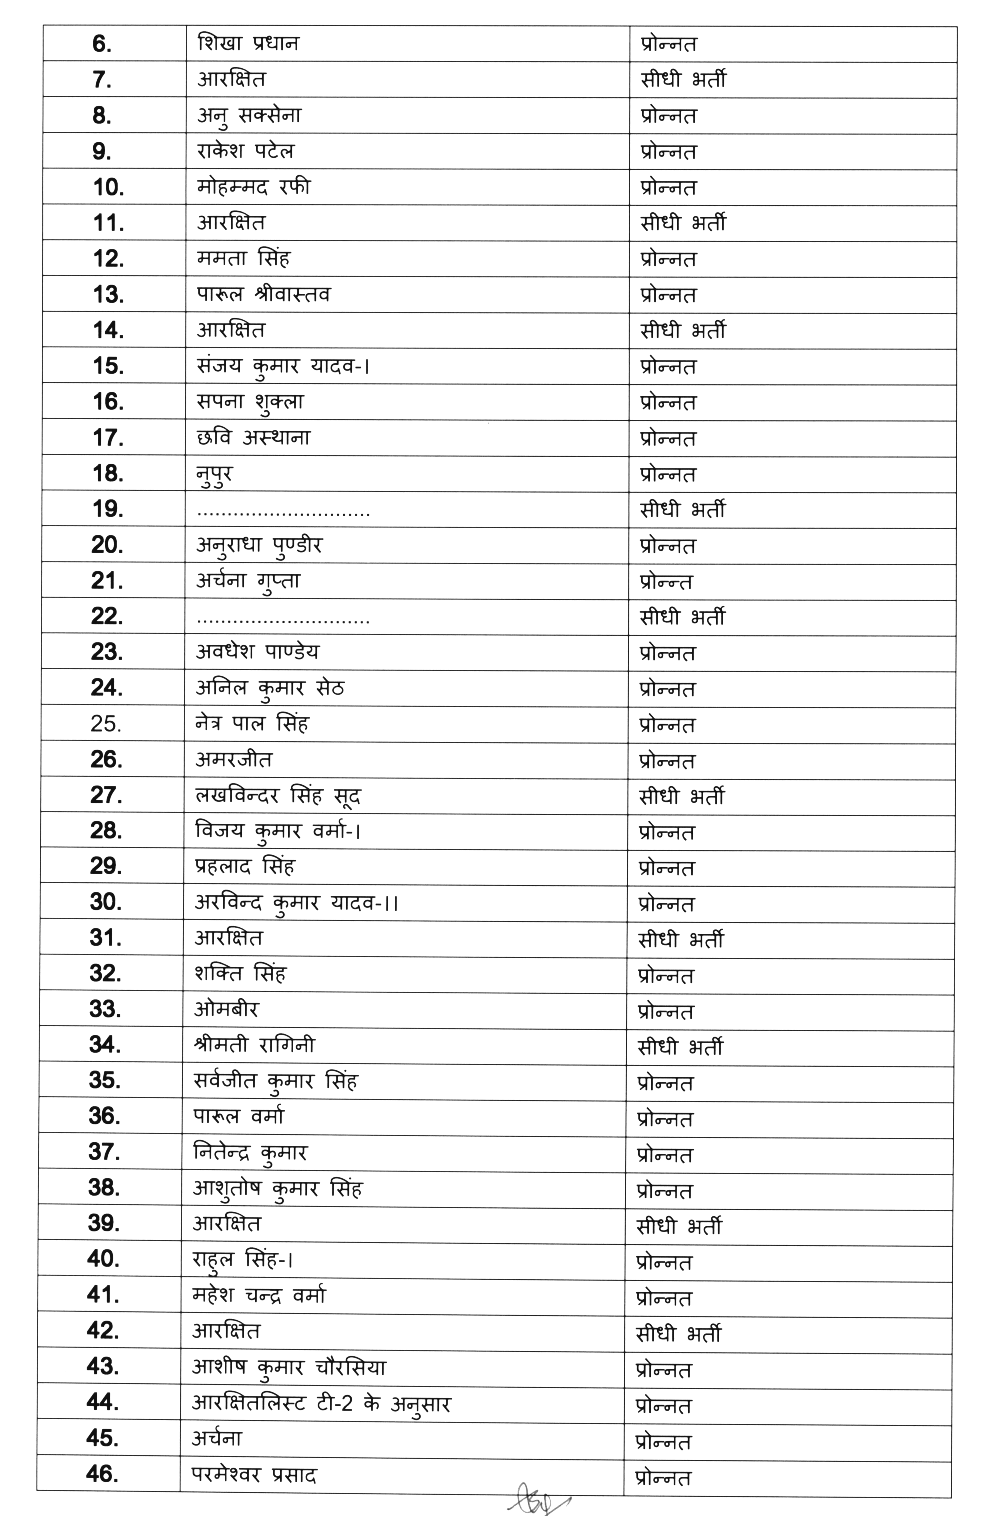 6. शिखा प्रधान प्रोन्नत
7. आरक्षित सीधी भर्ती
8. अनु सक्सेना प्रोन्नत
9. राकेश पटेल प्रोन्नत
10. मोहम्मद रफी प्रोन्नत
11. आरक्षित सीधी भर्ती
12. ममता सिंह प्रोन्नत
13. पारूल श्रीवास्तव प्रोन्नत
14. आरक्षित सीधी भर्ती
15. संजय कुमार यादव-। प्रोन्नत
16. सपना शुक्ला प्रोन्नत
17. छवि अस्थाना प्रोन्नत
18. नुपुर प्रोन्नत
19. ............................. सीधी भर्ती
20. अनुराधा पुण्डीर प्रोन्नत
21. अर्चना गुप्ता प्रोन्न्त
22. ............................. सीधी भर्ती
23. अवधेश पाण्डेय प्रोन्नत
24. अनिल कुमार सेठ प्रोन्नत
25. नेत्र पाल सिंह प्रोन्नत
26. अमरजीत प्रोन्नत
27. लखविन्दर सिंह सूद सीधी भर्ती
28. विजय कुमार वर्मा-। प्रोन्नत
29. प्रहलाद सिंह प्रोन्नत
30. अरविन्द कुमार यादव-।। प्रोन्नत
31. आरक्षित सीधी भर्ती
32. शक्ति सिंह प्रोन्नत
33. ओमबीर प्रोन्नत
34. श्रीमती रागिनी सीधी भर्ती
35. सर्वजीत कुमार सिंह प्रोन्नत
36. पारूल वर्मा प्रोन्नत
37. नितेन्द्र कुमार प्रोन्नत
38. आशुतोष कुमार सिंह प्रोन्नत
39. आरक्षित सीधी भर्ती
40. राहुल सिंह-। प्रोन्नत
41. महेश चन्द्र वर्मा प्रोन्नत
42. आरक्षित सीधी भर्ती
43. आशीष कुमार चौरसिया प्रोन्नत
44. आरक्षितलिस्ट टी-2 के अनुसार प्रोन्नत
45. अर्चना प्रोन्नत
46. परमेश्वर प्रसाद प्रोन्नत